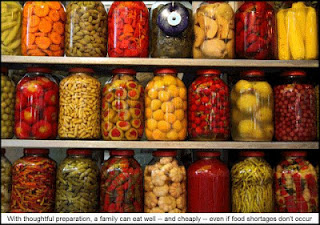 With thoughtful preparation, a family can eat well -- and cheaply -- even if food shortages don't occur